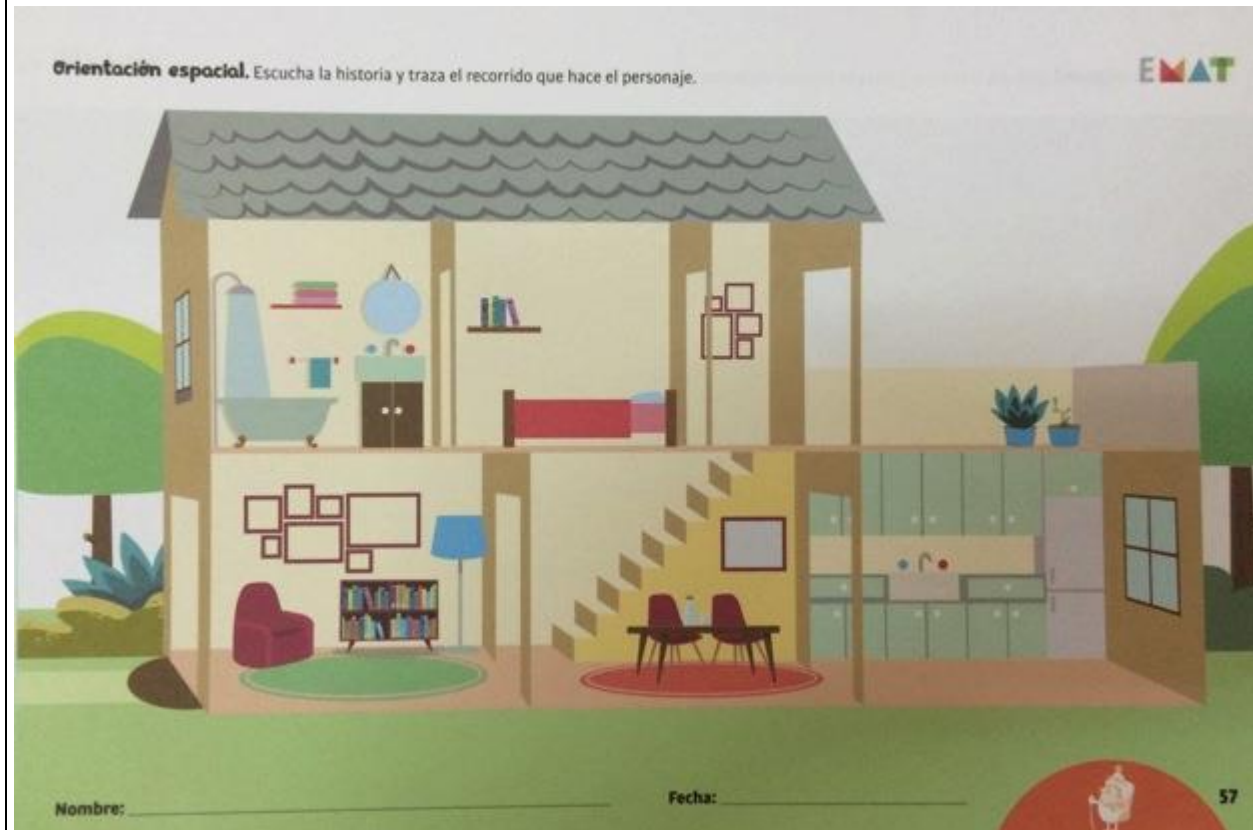 Orientación espacial. Escucha la historia y traza el recorrido que hace el personaje.
EMAT
Nombre:
Fecha:
57